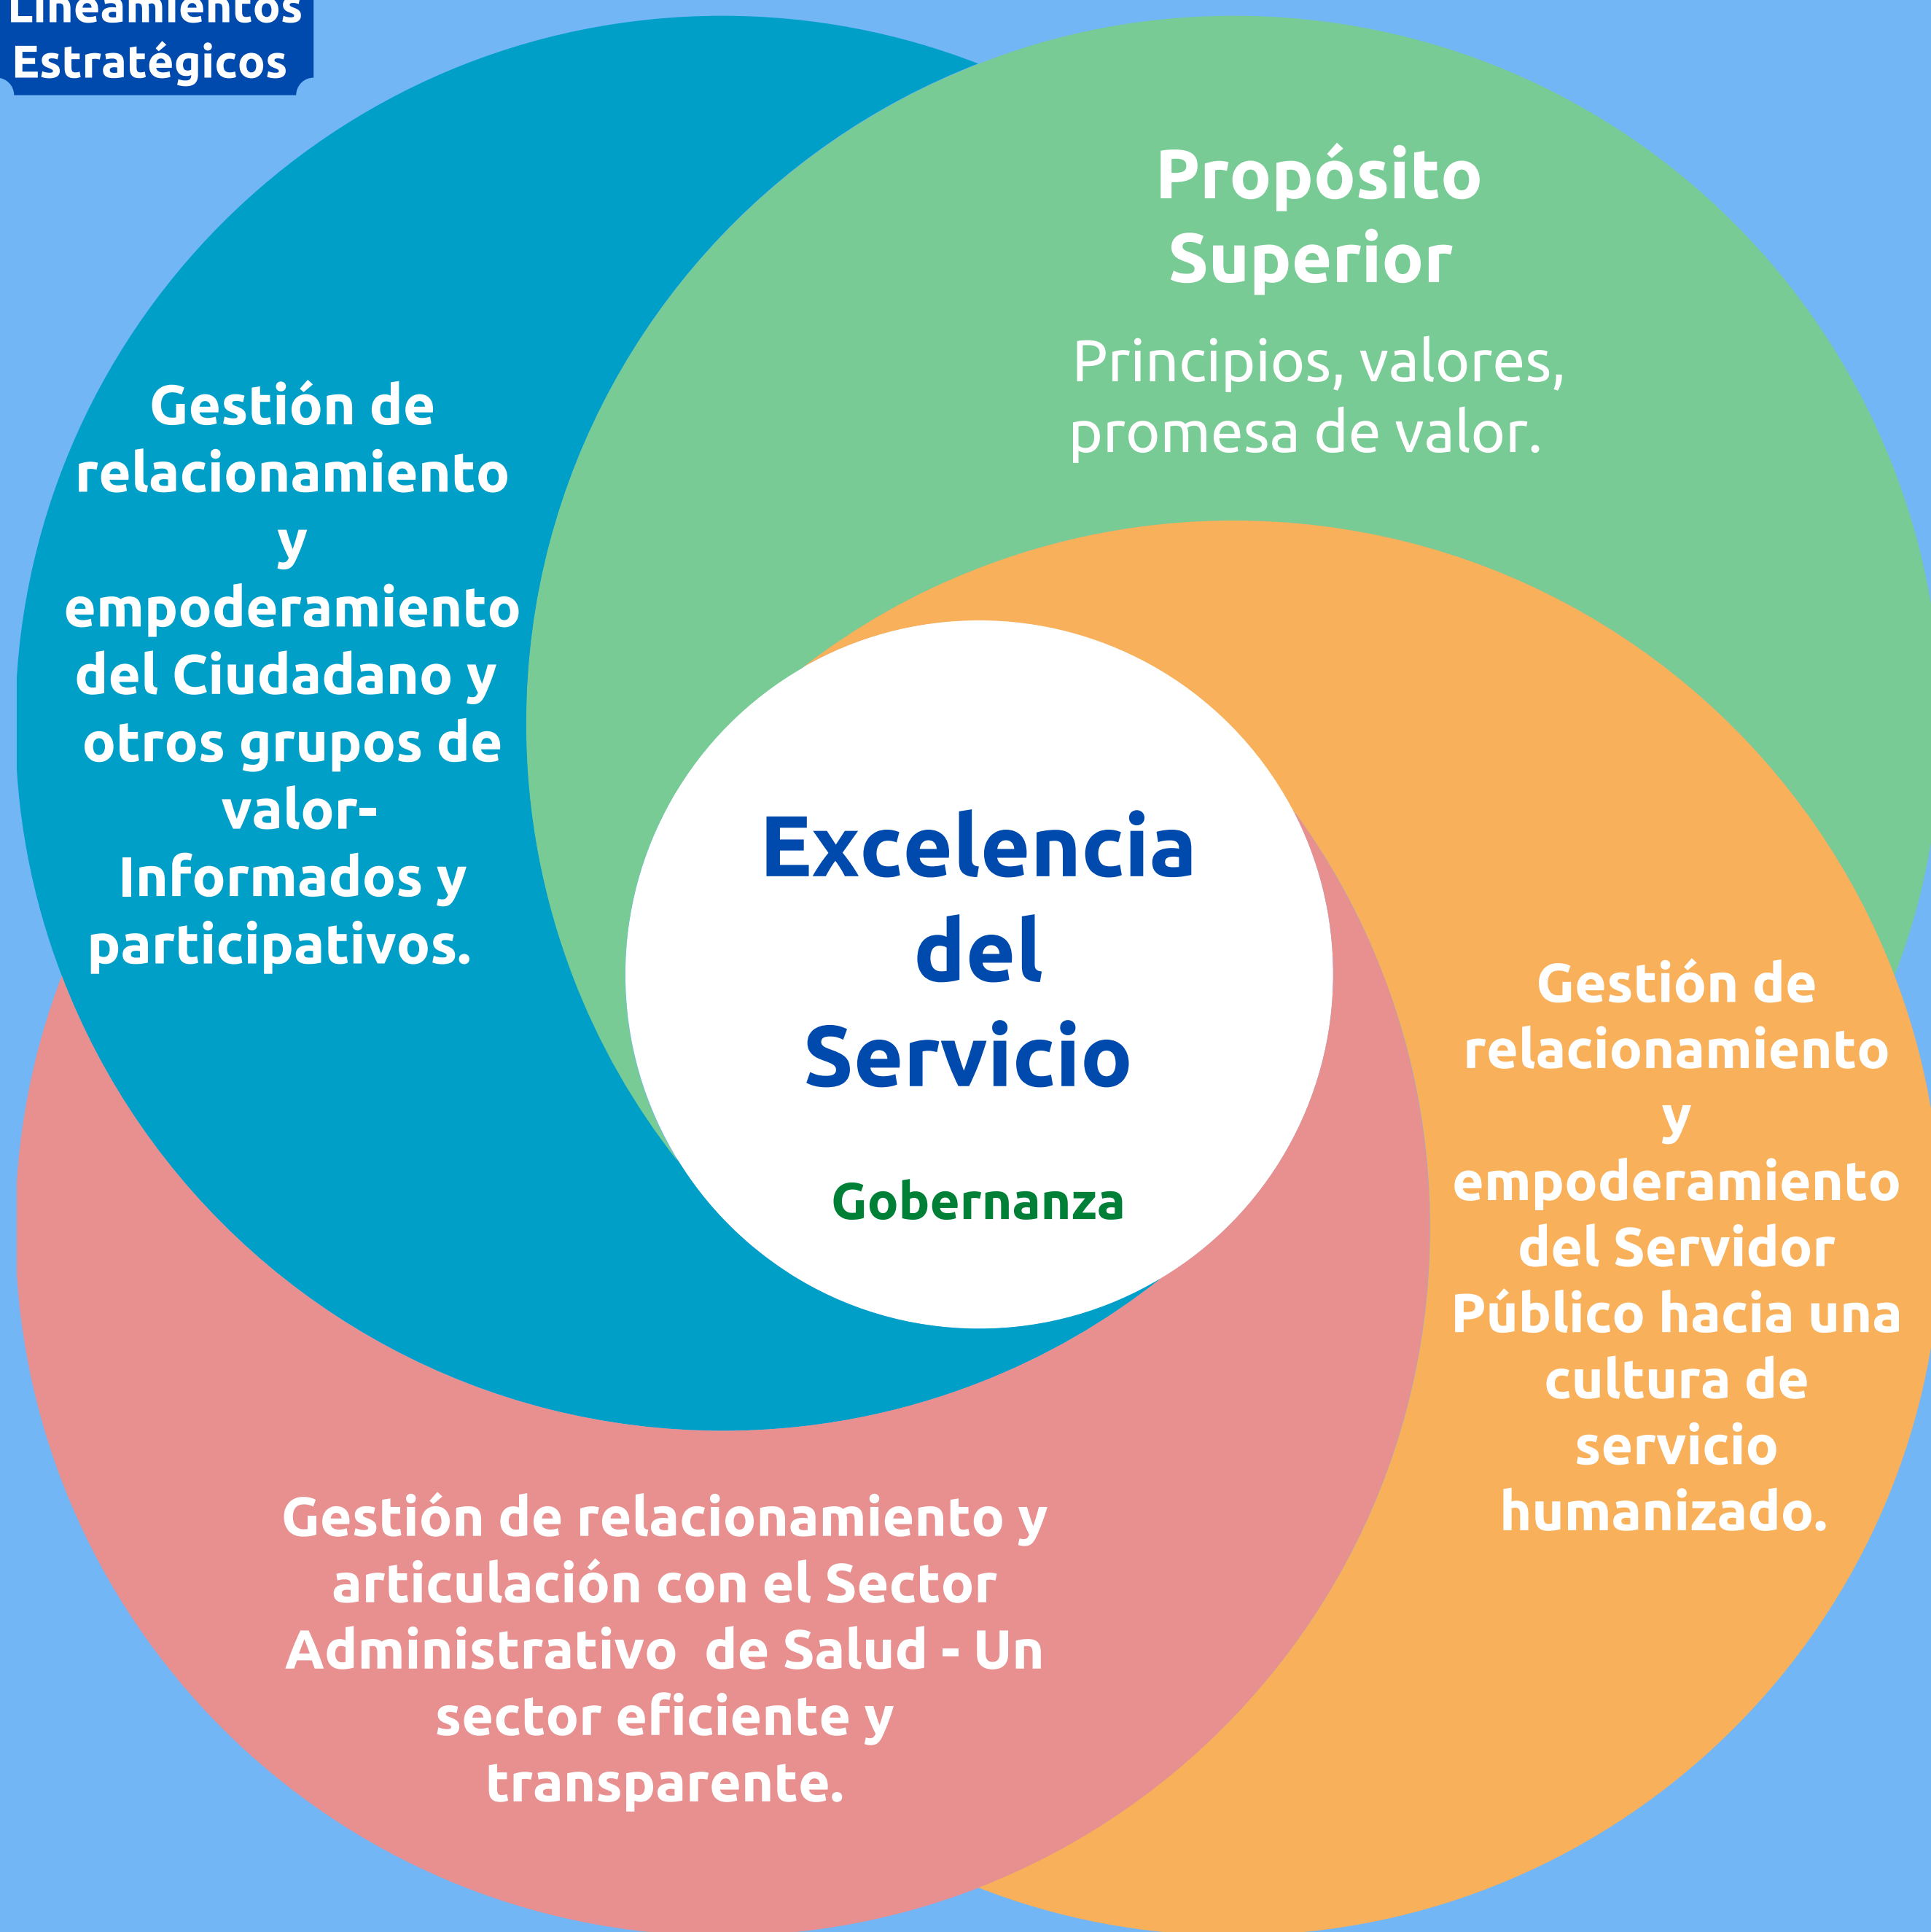 Lineamientos
Estratégicos
Propósito
Superior
Principios, valores,
promesa de valor.
Gestión de
relacionamiento
y
empoderamiento
del Ciudadano y
otros grupos de
valor-
Informados y
participativos.
Excelencia
del
Servicio
Gobernanza
Gestión de
relacionamiento
y
empoderamiento
del Servidor
Público hacia una
cultura de
servicio
humanizado.
Gestión de relacionamiento y
articulación con el Sector
Administrativo  de Salud - Un
sector eficiente y
transparente.